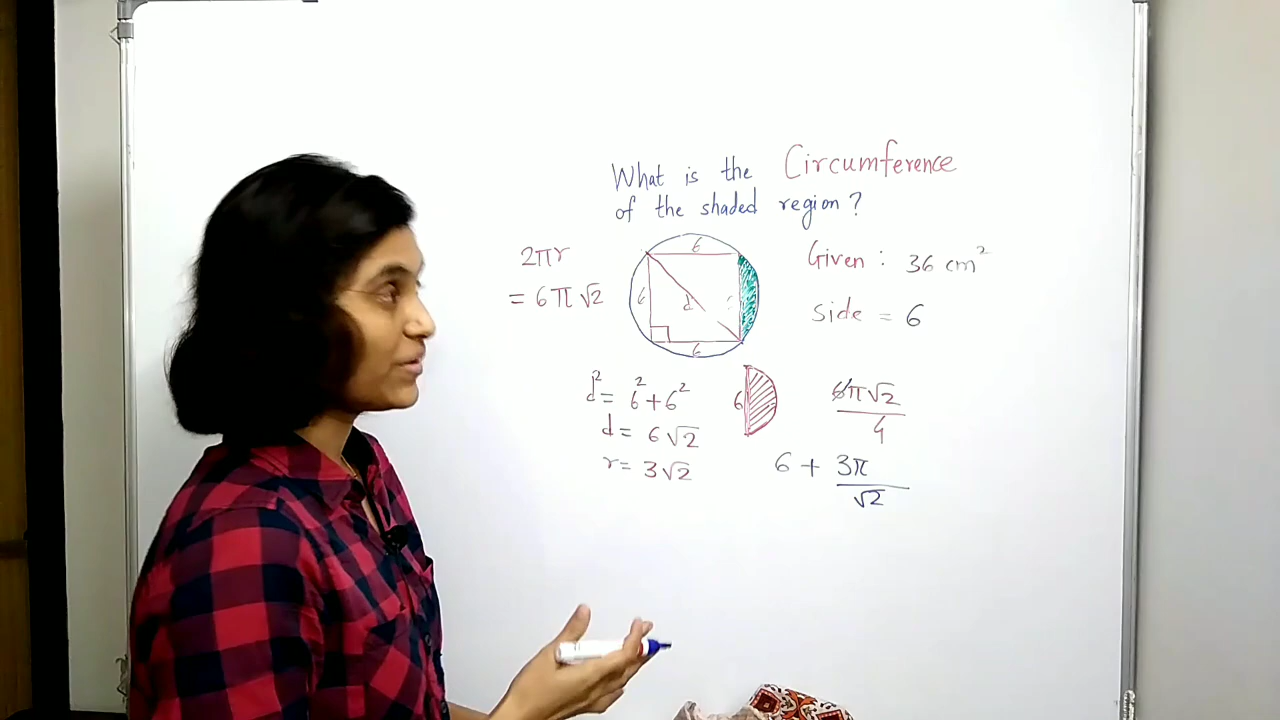 What is the Circumference
of the shaded region?
2πr
= 6π√2
6
6
d
6
Given: 36 cm²
Side = 6
d² = 6² + 6²
d = 6√2
r = 3√2
6
6π√2
4
6 + 3π
√2